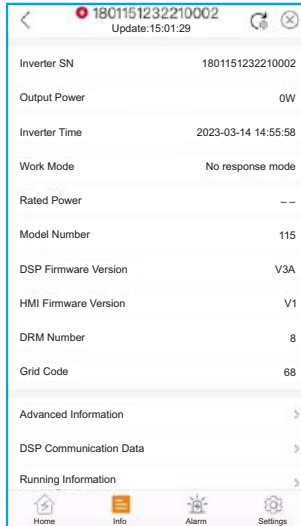 1801151232210002
Update:15:01:29
Inverter SN 1801151232210002
Output Power 0W
Inverter Time 2023-03-14 14:55:58
Work Mode No response mode
Rated Power – –
Model Number 115
DSP Firmware Version V3A
HMI Firmware Version V1
DRM Number 8
Grid Code 68
Advanced Information
DSP Communication Data
Running Information
Home Info Alarm Settings